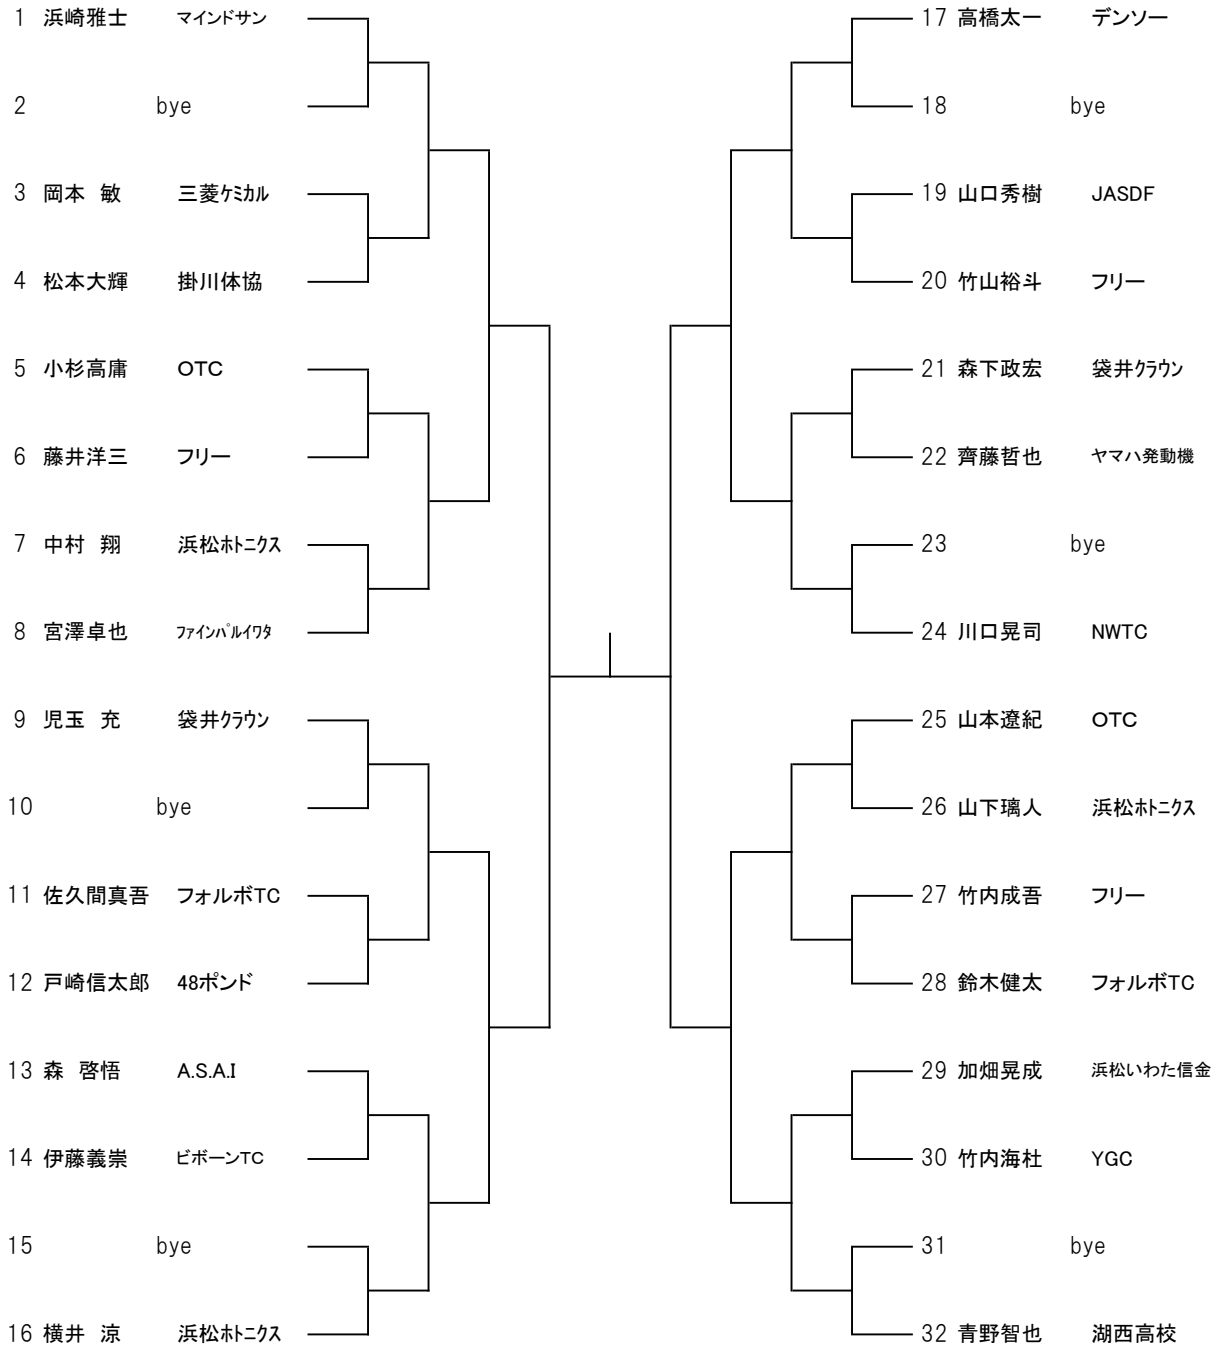 1 浜崎雅士 マインドサン
2 bye
3 岡本 敏 三菱ｹﾐｶﾙ
4 松本大輝 掛川体協
5 小杉高庸 OTC
6 藤井洋三 フリー
7 中村 翔 浜松ﾎﾄﾆｸｽ
8 宮澤卓也 ﾌｧｲﾝﾊﾟﾙｲﾜﾀ
9 児玉 充 袋井ｸﾗｳﾝ
10 bye
11 佐久間真吾 フォルボTC
12 戸崎信太郎 48ポンド
13 森 啓悟 A.S.A.I
14 伊藤義崇 ビボーンTC
15 bye
16 横井 涼 浜松ﾎﾄﾆｸｽ
17 高橋太一 デンソー
18 bye
19 山口秀樹 JASDF
20 竹山裕斗 フリー
21 森下政宏 袋井ｸﾗｳﾝ
22 齊藤哲也 ヤマハ発動機
23 bye
24 川口晃司 NWTC
25 山本遼紀 OTC
26 山下璃人 浜松ﾎﾄﾆｸｽ
27 竹内成吾 フリー
28 鈴木健太 フォルボTC
29 加畑晃成 浜松いわた信金
30 竹内海杜 YGC
31 bye
32 青野智也 湖西高校